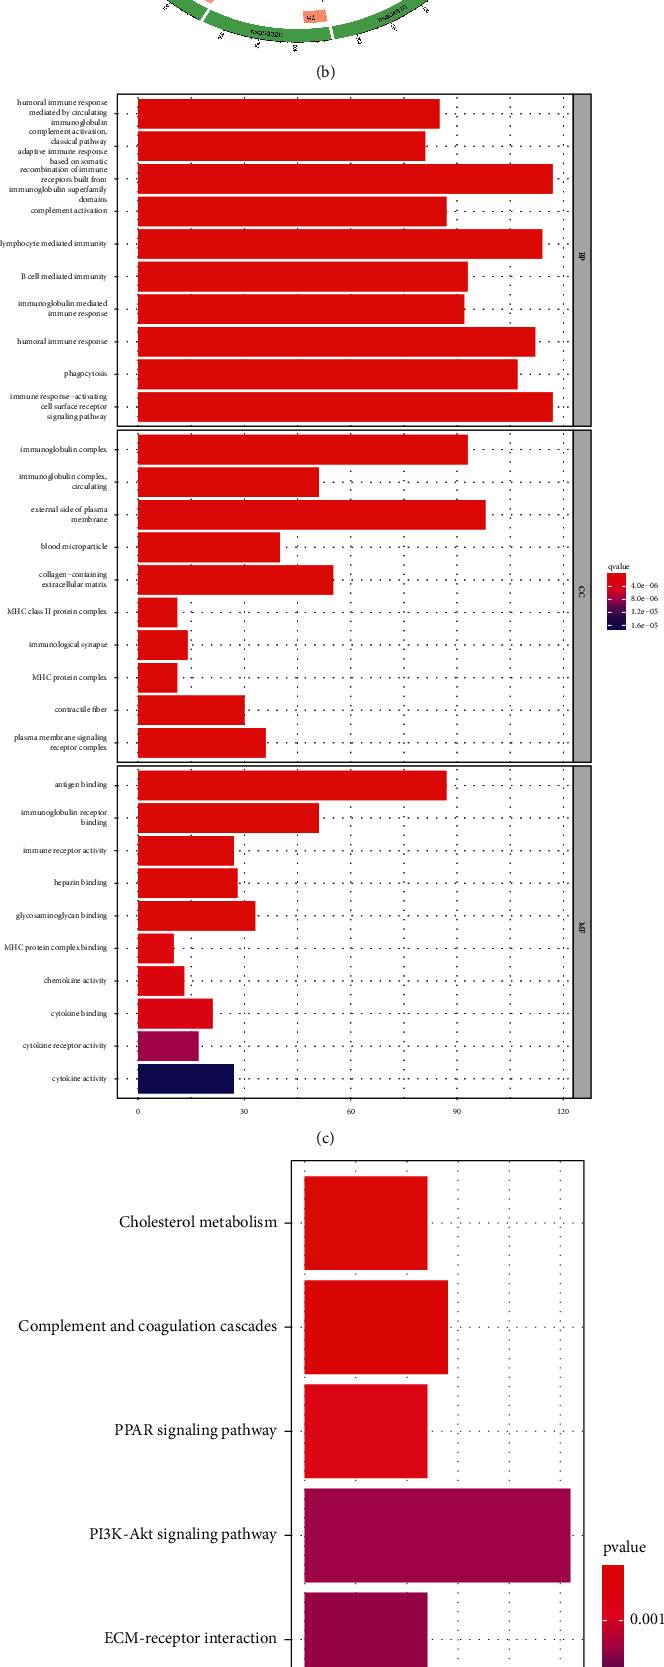 (b)
humoral immune response
mediated by circulating
immunoglobulin
complement activation,
classical pathway
adaptive immune response
based on somatic
recombination of immune
receptors built from
immunoglobulin superfamily
domains
complement activation
lymphocyte mediated immunity
B cell mediated immunity
immunoglobulin mediated
immune response
humoral immune response
phagocytosis
immune response−activating
cell surface receptor
signaling pathway
BP
immunoglobulin complex
immunoglobulin complex,
circulating
external side of plasma
membrane
blood microparticle
collagen−containing
extracellular matrix
MHC class II protein complex
immunological synapse
MHC protein complex
contractile fiber
plasma membrane signaling
receptor complex
CC
qvalue
4.0e−06
8.0e−06
1.2e−05
1.6e−05
antigen binding
immunoglobulin receptor
binding
immune receptor activity
heparin binding
glycosaminoglycan binding
MHC protein complex binding
chemokine activity
cytokine binding
cytokine receptor activity
cytokine activity
MF
0 30 60 90 120
(c)
Cholesterol metabolism
Complement and coagulation cascades
PPAR signaling pathway
PI3K-Akt signaling pathway
ECM-receptor interaction
pvalue
0.001